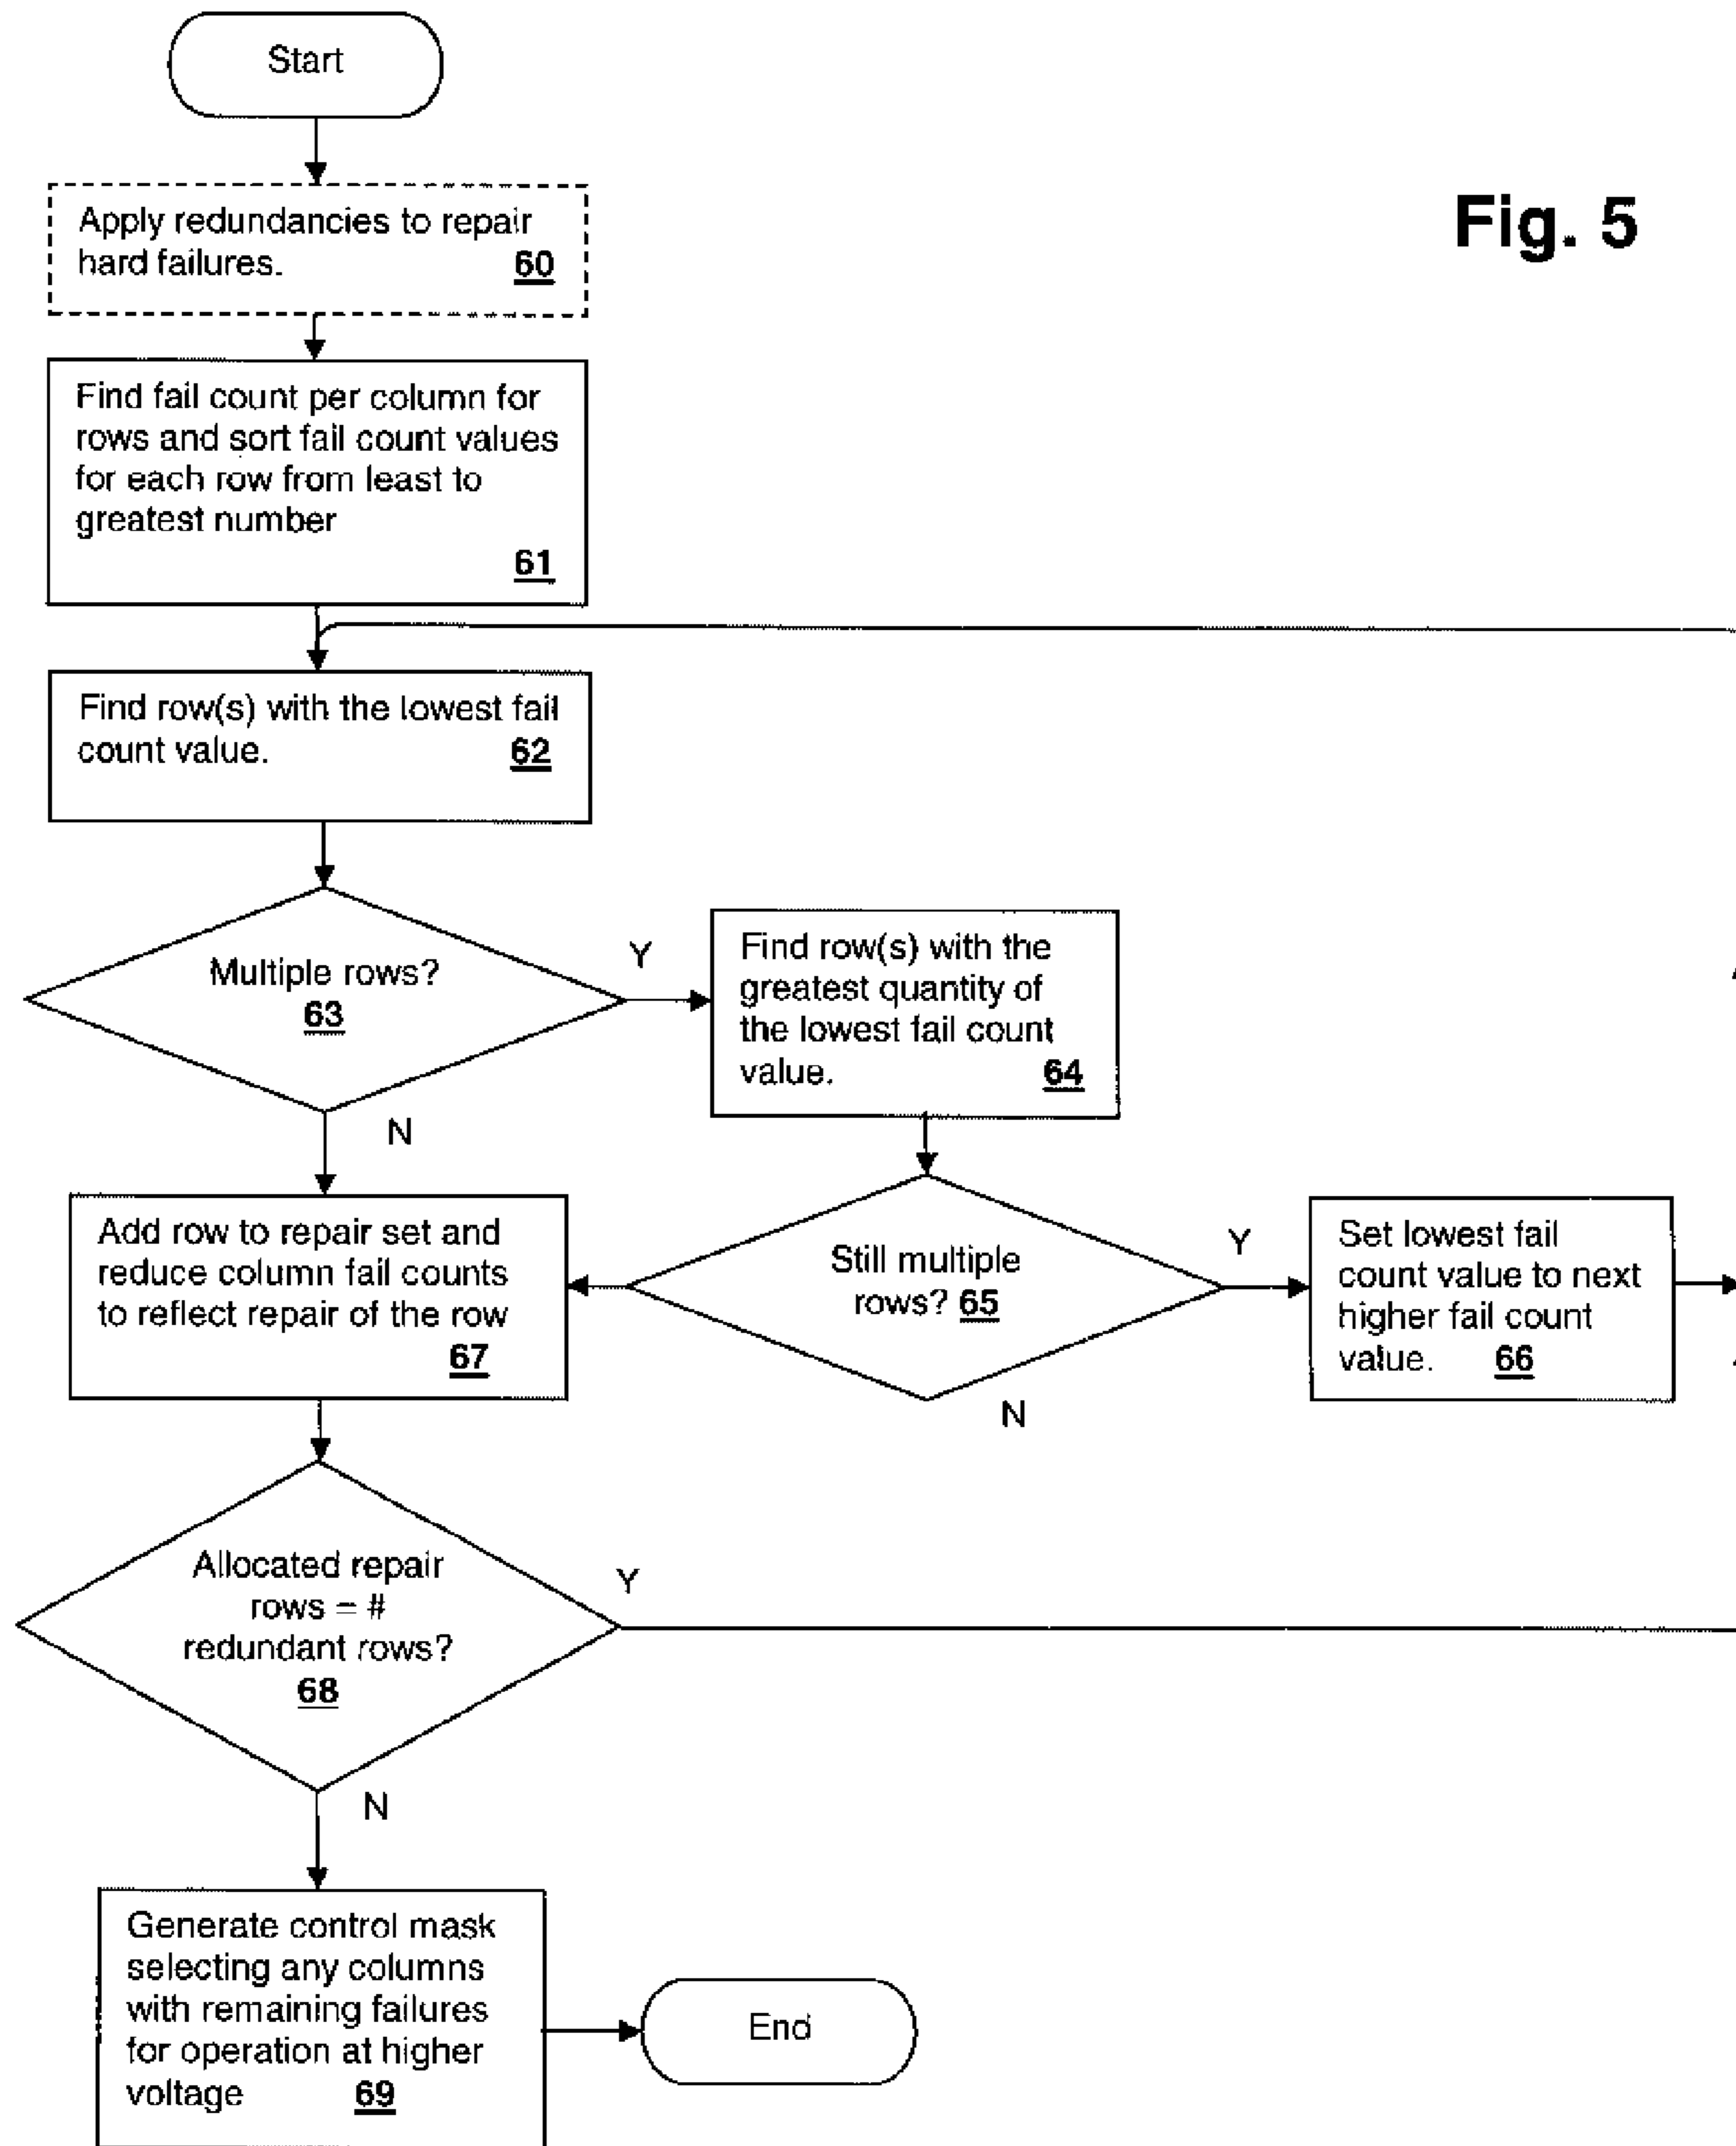 Start
Fig. 5
Apply redundancies to repair
hard failures. 60
Find fail count per column for
rows and sort fail count values
for each row from least to
greatest number
61
Find row(s) with the lowest fail
count value. 62
Multiple rows?
63
Y
N
Find row(s) with the
greatest quantity of
the lowest fail count
value. 64
Still multiple
rows? 65
Y
N
Set lowest fail
count value to next
higher fail count
value. 66
Add row to repair set and
reduce column fail counts
to reflect repair of the row
67
Allocated repair
rows = #
redundant rows?
68
Y
N
Generate control mask
selecting any columns
with remaining failures
for operation at higher
voltage 69
End